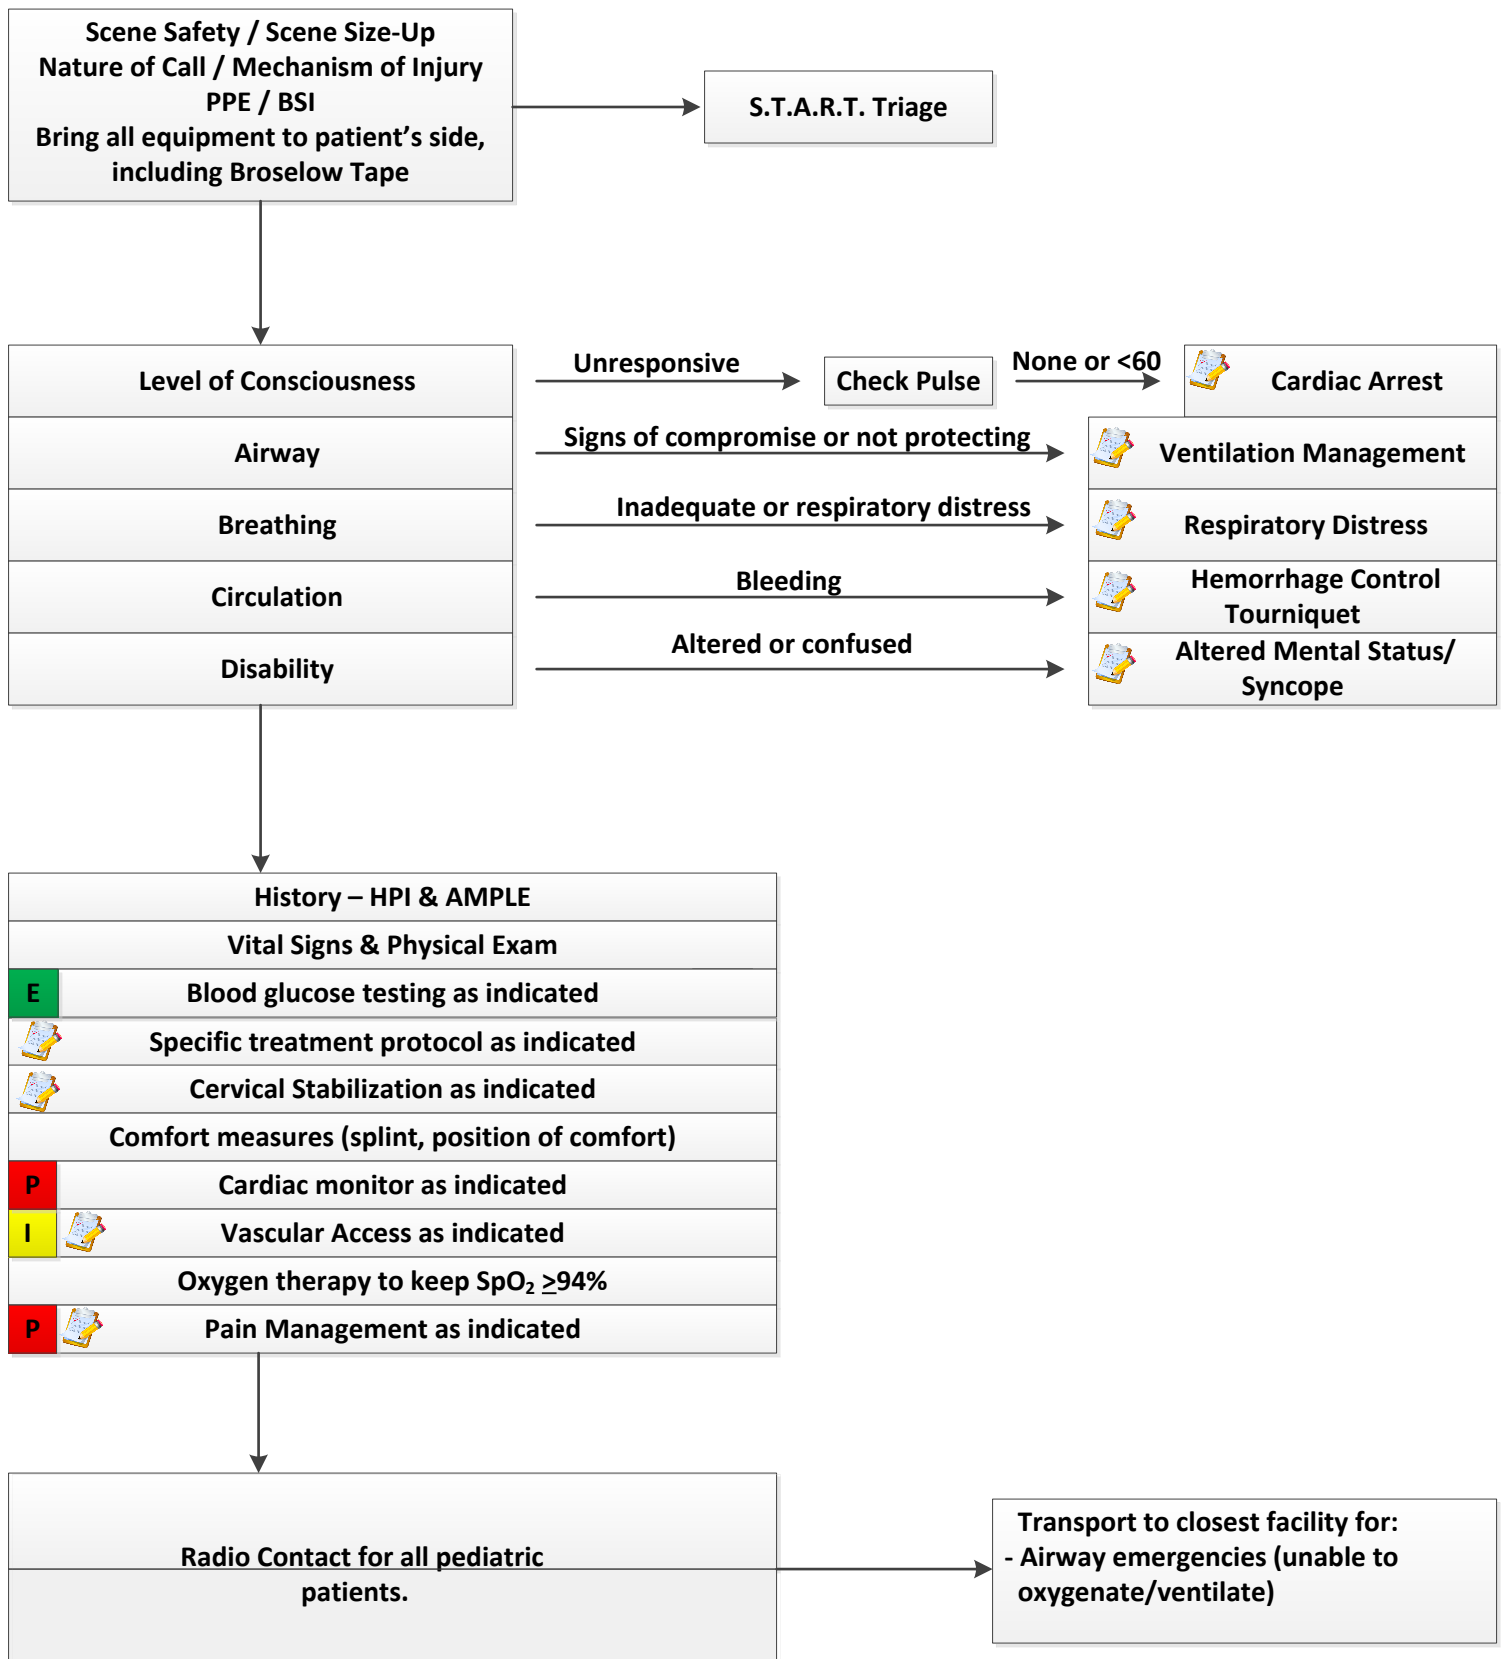 Scene Safety / Scene Size-Up
Nature of Call / Mechanism of Injury
PPE / BSI
Bring all equipment to patient’s side,
including Broselow Tape
S.T.A.R.T. Triage
Level of Consciousness
Unresponsive
Check Pulse
None or <60
Cardiac Arrest
Airway
Signs of compromise or not protecting
Ventilation Management
Breathing
Inadequate or respiratory distress
Respiratory Distress
Circulation
Bleeding
Hemorrhage Control
Tourniquet
Disability
Altered or confused
Altered Mental Status/
Syncope
History – HPI & AMPLE
Vital Signs & Physical Exam
E Blood glucose testing as indicated
Specific treatment protocol as indicated
Cervical Stabilization as indicated
Comfort measures (splint, position of comfort)
P Cardiac monitor as indicated
I Vascular Access as indicated
Oxygen therapy to keep SpO₂ ≥94%
P Pain Management as indicated
Radio Contact for all pediatric
patients.
Transport to closest facility for:
- Airway emergencies (unable to
oxygenate/ventilate)